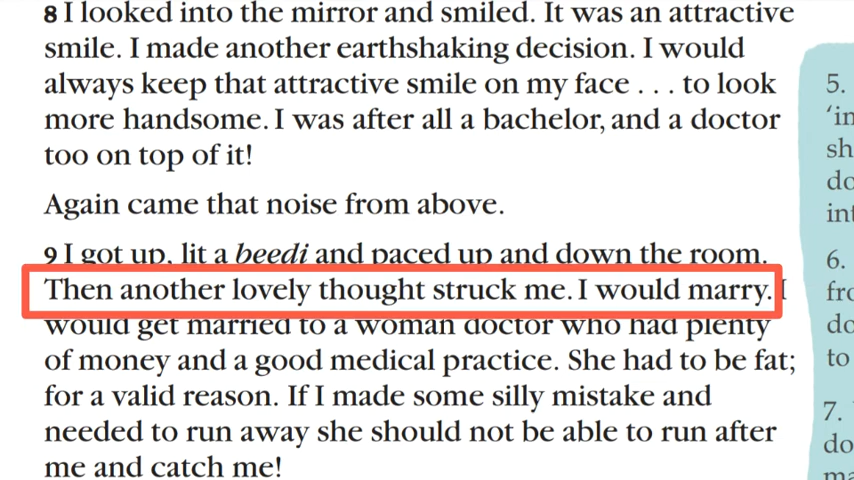 8 I looked into the mirror and smiled. It was an attractive
smile. I made another earthshaking decision. I would
always keep that attractive smile on my face . . . to look
more handsome. I was after all a bachelor, and a doctor
too on top of it!
Again came that noise from above.
9 I got up, lit a beedi and paced up and down the room.
Then another lovely thought struck me. I would marry. I
would get married to a woman doctor who had plenty
of money and a good medical practice. She had to be fat;
for a valid reason. If I made some silly mistake and
needed to run away she should not be able to run after
me and catch me!
5.
‘in
sh
do
int
6.
fro
do
to
7.
do
ma